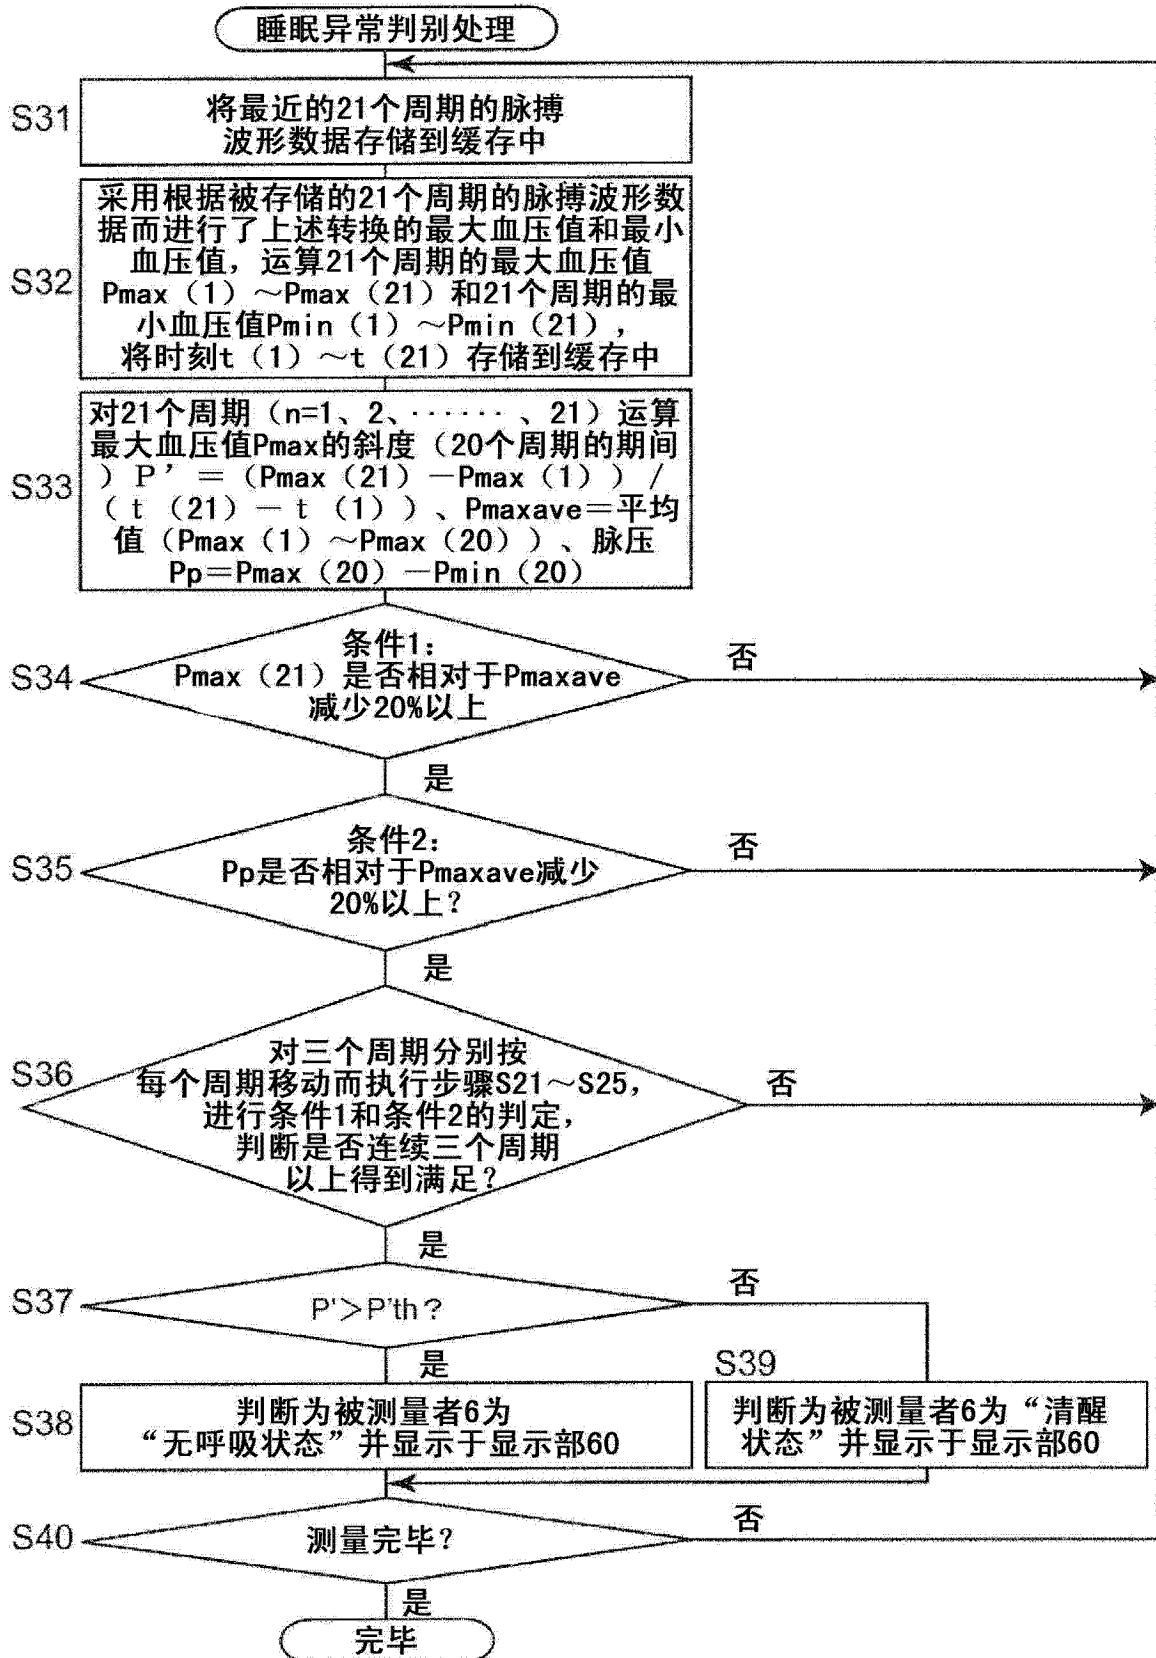 睡眠异常判别处理
S31
将最近的21个周期的脉搏
波形数据存储到缓存中
S32
采用根据被存储的21个周期的脉搏波形数
据而进行了上述转换的最大血压值和最小
血压值，运算21个周期的最大血压值
Pmax（1）～Pmax（21）和21个周期的最
小血压值Pmin（1）～Pmin（21），
将时刻t（1）～t（21）存储到缓存中
S33
对21个周期（n=1、2、······、21）运算
最大血压值Pmax的斜度（20个周期的期间
）P’＝（Pmax（21）－Pmax（1））／
（t（21）－t（1））、Pmaxave＝平均
值（Pmax（1）～Pmax（20））、脉压
Pp＝Pmax（20）－Pmin（20）
S34
条件1：
Pmax（21）是否相对于Pmaxave
减少20%以上
否
是
S35
条件2：
Pp是否相对于Pmaxave减少
20%以上？
否
是
S36
对三个周期分别按
每个周期移动而执行步骤S21～S25，
进行条件1和条件2的判定，
判断是否连续三个周期
以上得到满足？
否
是
S37
P'＞P'th？
否
是
S38
判断为被测量者6为
“无呼吸状态”并显示于显示部60
S39
判断为被测量者6为“清醒
状态”并显示于显示部60
S40
测量完毕？
否
是
完毕